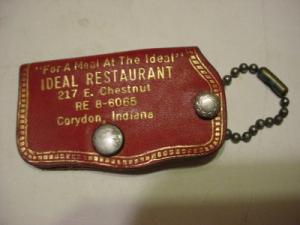 "For A Meal At The Ideal"
IDEAL RESTAURANT
217 E. Chestnut
RE 8-6065
Corydon, Indiana